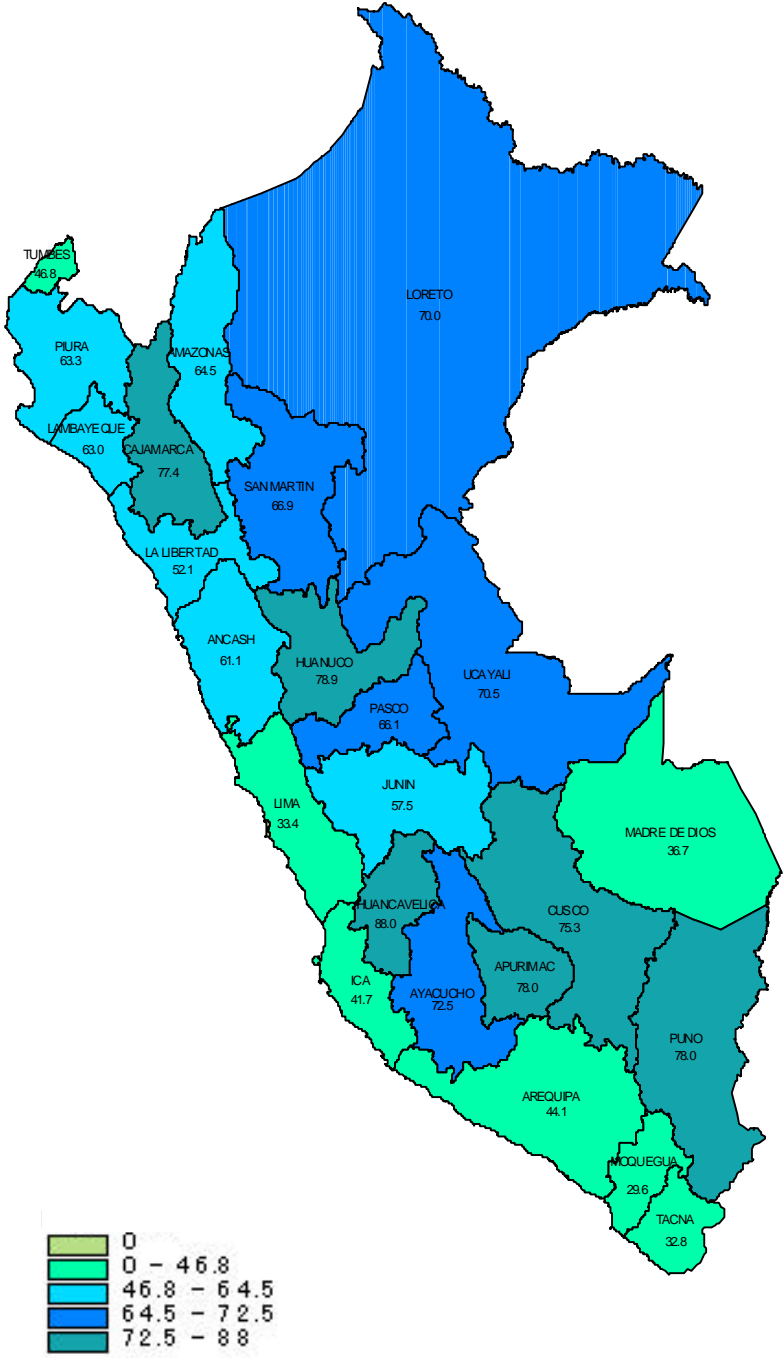 TUMBES
46.8
LORETO
70.0
PIURA
63.3
AMAZONAS
64.5
LAMBAYEQUE
63.0
CAJAMARCA
77.4
SAN MARTIN
66.9
LA LIBERTAD
52.1
ANCASH
61.1
HUANUCO
78.9
UCAYALI
70.5
PASCO
66.1
JUNIN
57.5
LIMA
33.4
MADRE DE DIOS
36.7
HUANCAVELICA
88.0
CUSCO
75.3
APURIMAC
78.0
ICA
41.7
AYACUCHO
72.5
PUNO
78.0
AREQUIPA
44.1
MOQUEGUA
29.6
TACNA
32.8
0
0 - 46.8
46.8 - 64.5
64.5 - 72.5
72.5 - 88